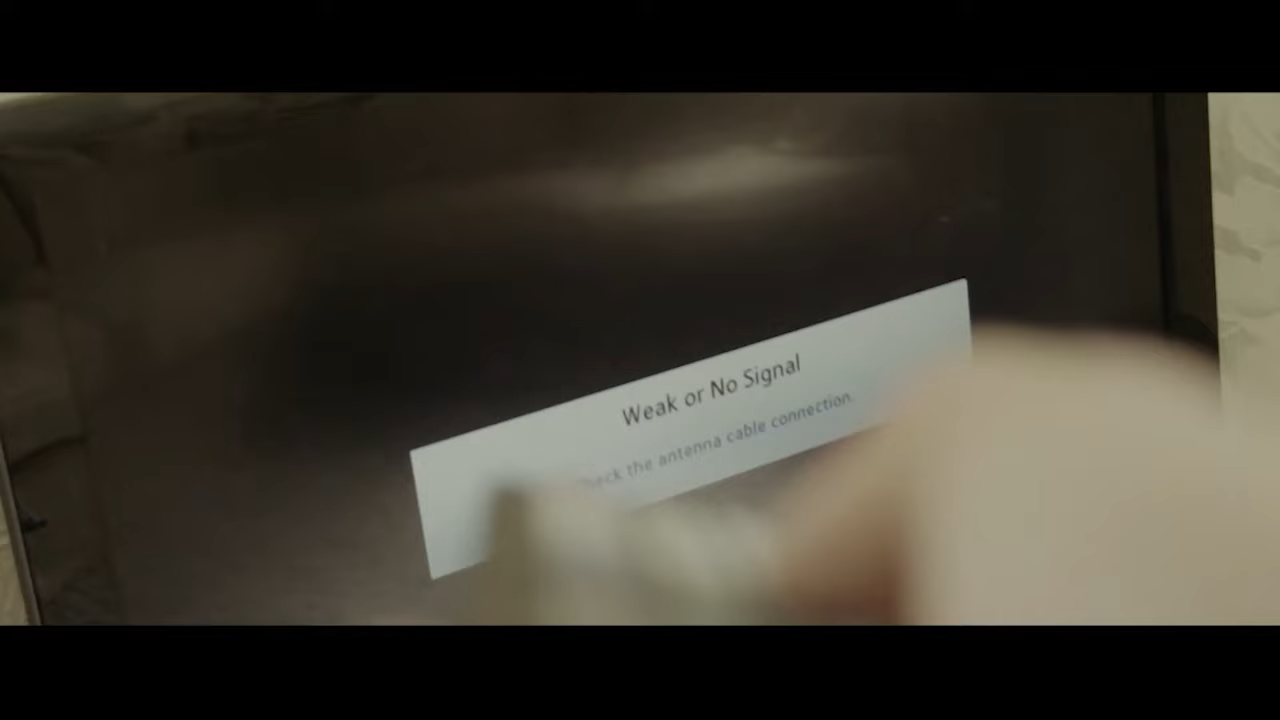 Weak or No Signal
the antenna cable connection.